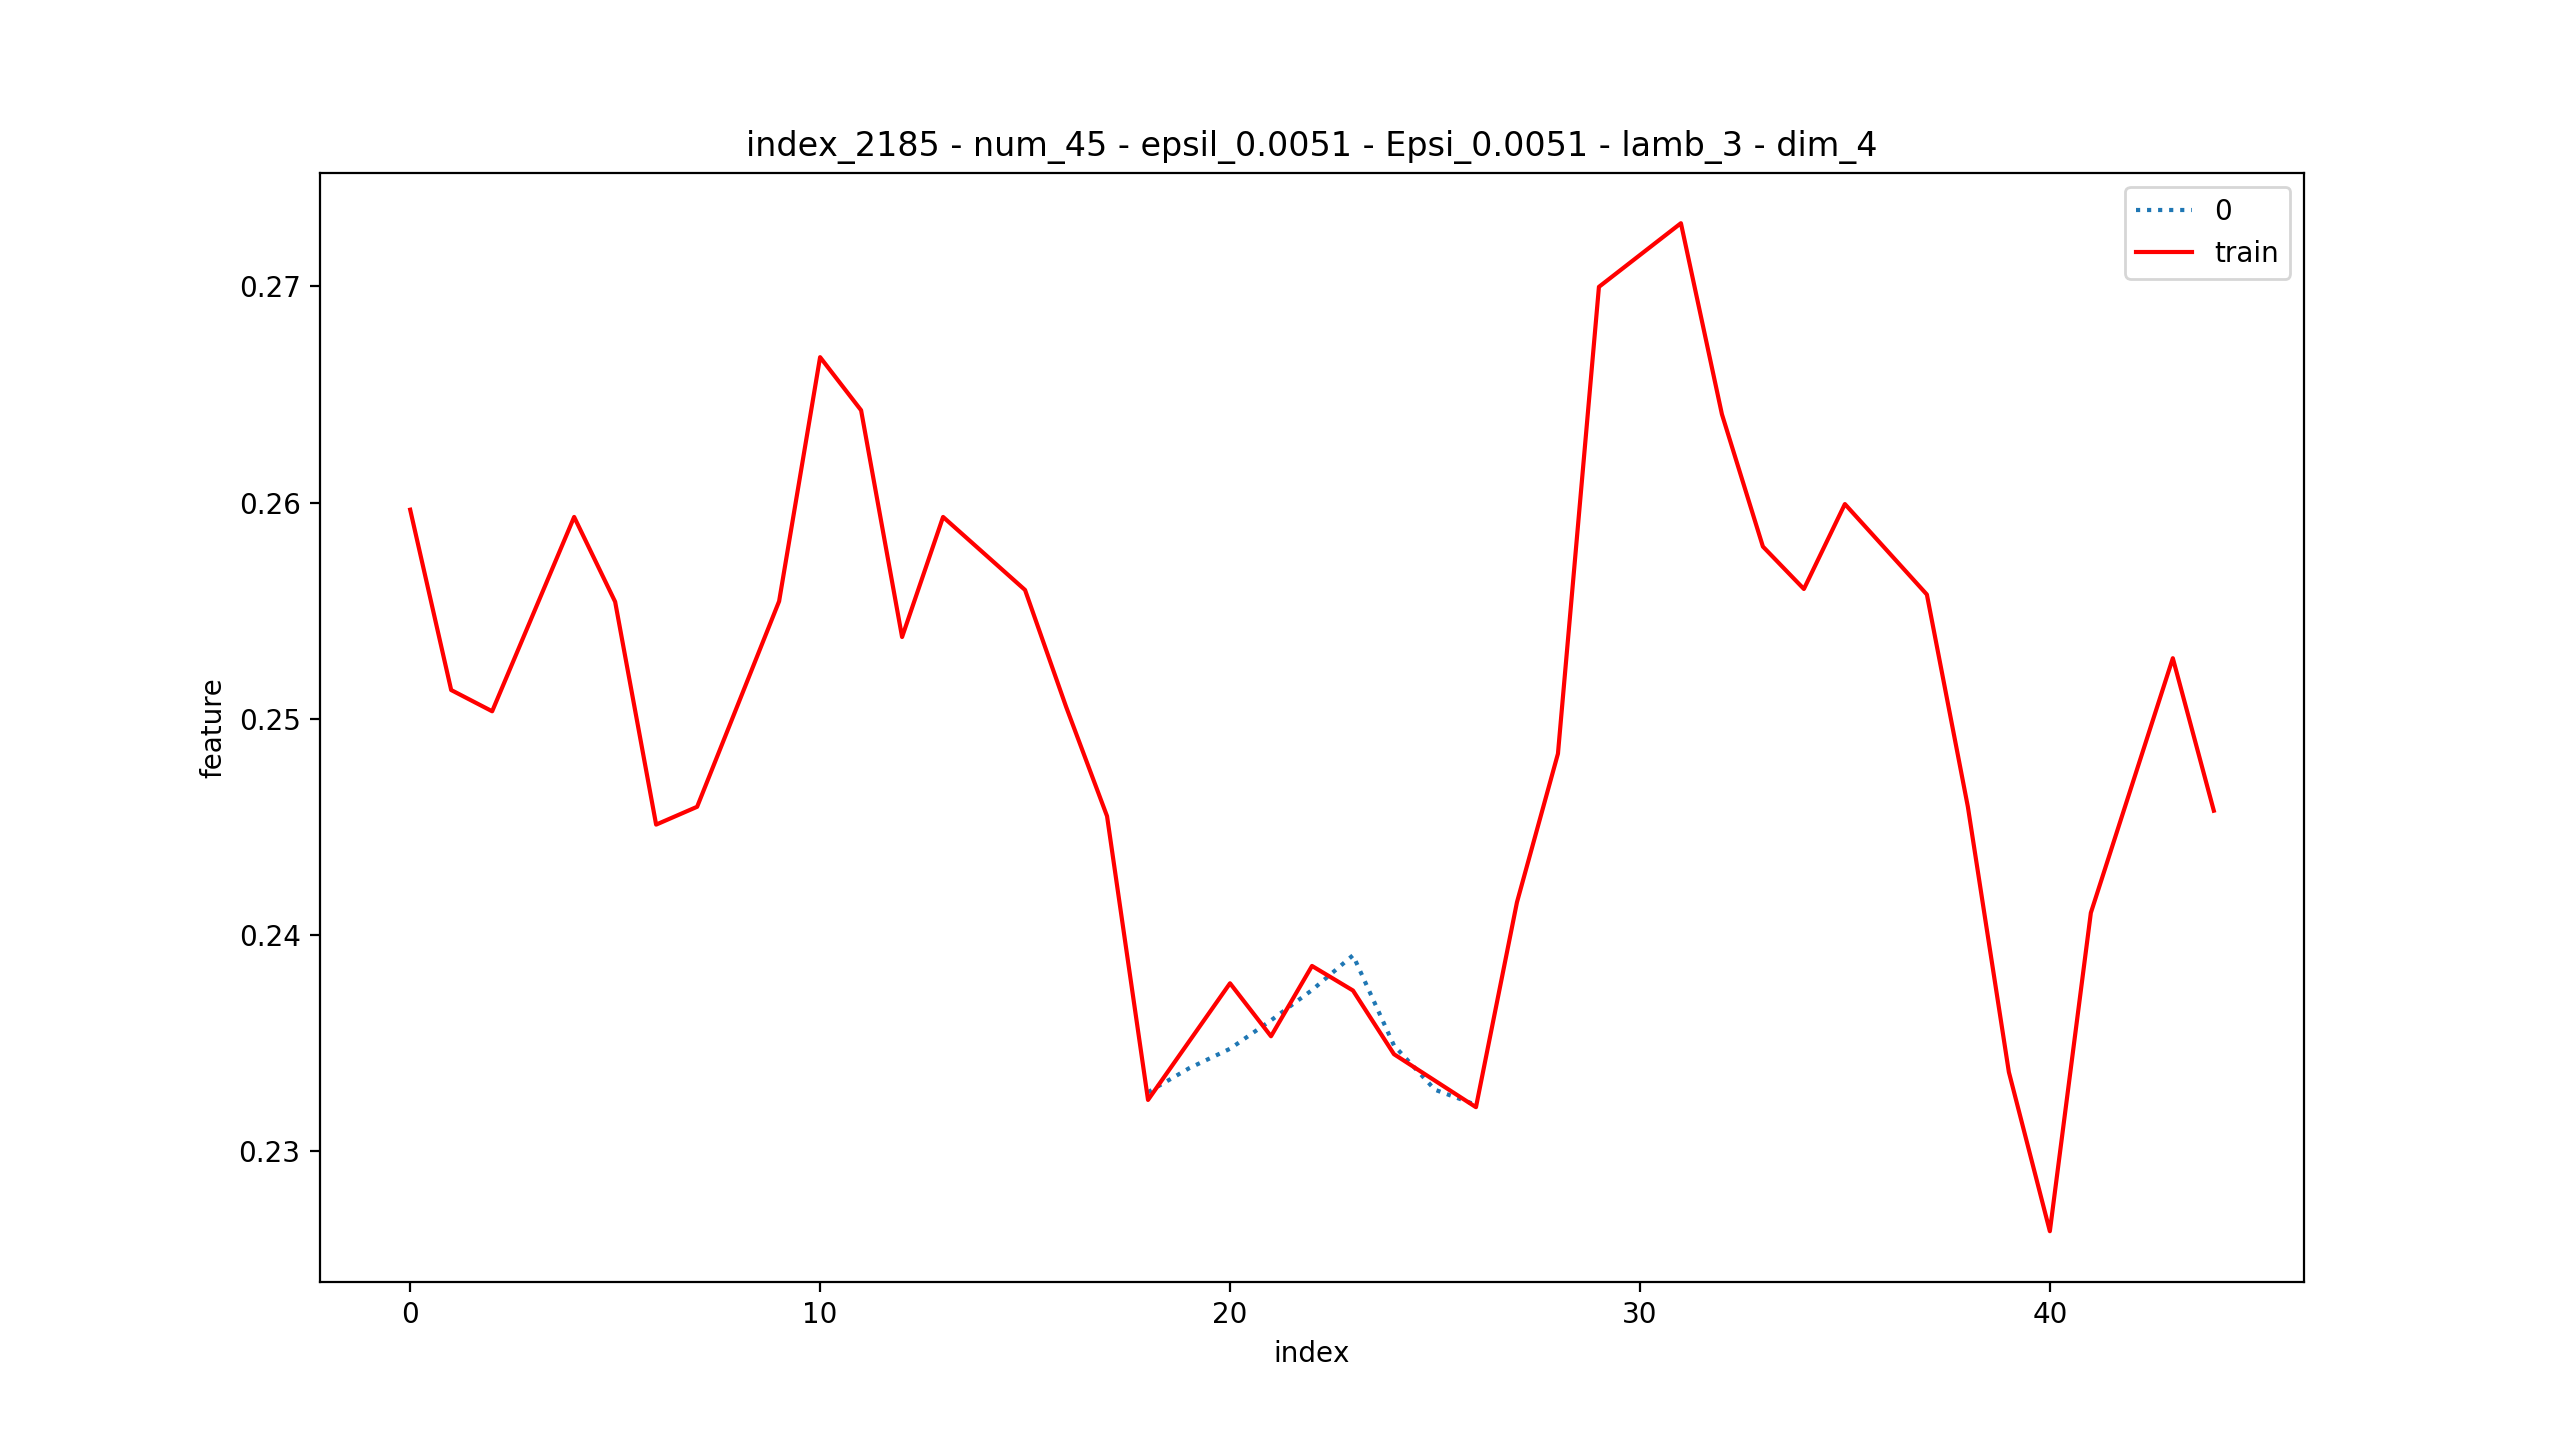 index_2185 - num_45 - epsil_0.0051 - Epsi_0.0051 - lamb_3 - dim_4
0
train
0.27
0.26
0.25
0.24
0.23
feature
0 10 20 30 40
index